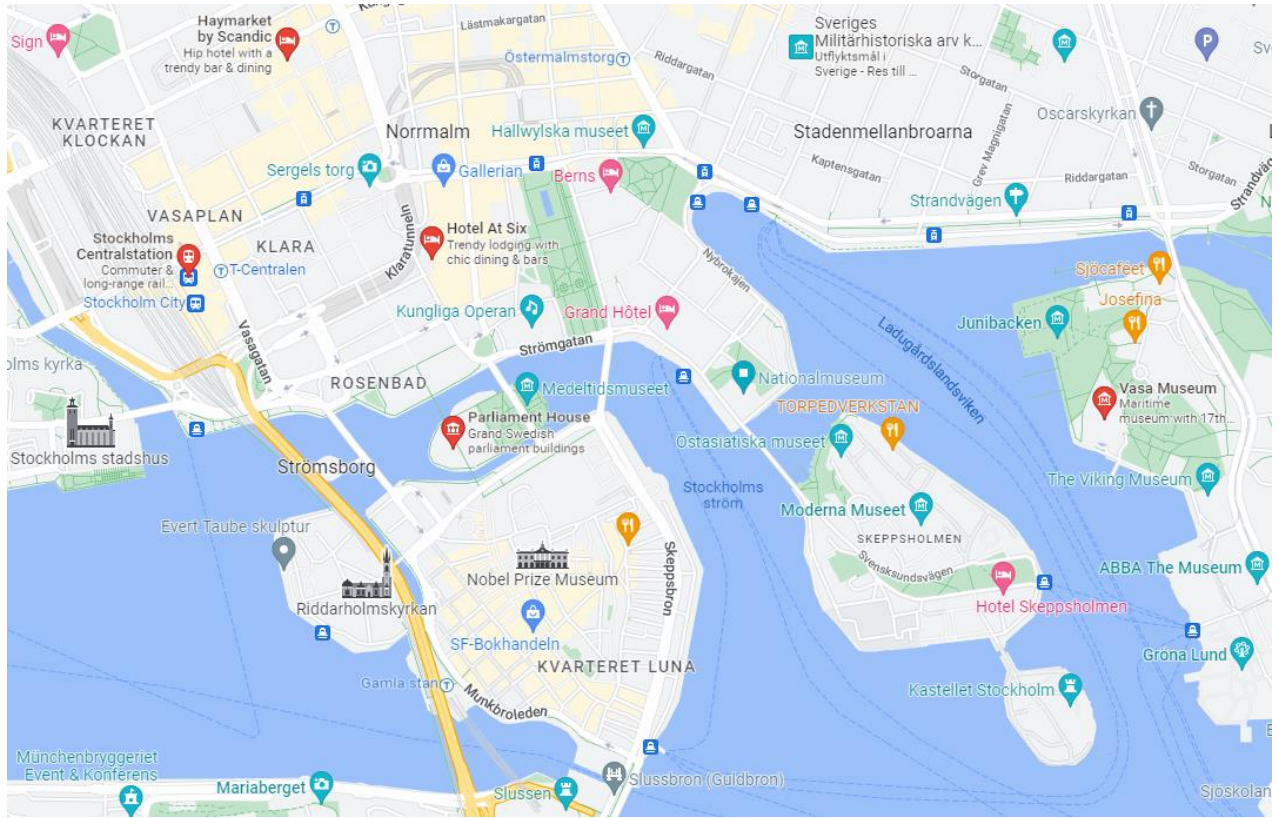 Kung
Haymarket
by Scandic
Hip hotel with a
trendy bar & dining
Sign
Lästmakargatan
Östermalmstorg
T
Riddargatan
Sveriges
Militärhistoriska arv k...
Utflyktsmål i
Sverige - Res till ...
P
Storgatan
Oscarskyrkan
KVARTERET
KLOCKAN
Norrmalm
Hallwylska museet
Stadenmellanbroarna
Grev Magnigatan
Kaptensgatan
Riddargatan
Storgatan
Sergels torg
Gallerian
Berns
Strandvägen
Strandväg
VASAPLAN
KLARA
Klaratunneln
Hotel At Six
Trendy lodging with
chic dining & bars
Stockholms
Centralstation
Commuter &
long-range rail...
T-Centralen
Stockholm City
Nybrokajen
Sjöcaféet
Josefina
Kungliga Operan
Grand Hôtel
Ladugårdslandsviken
Junibacken
Vasagatan
Strömgatan
olms kyrka
ROSENBAD
Medeltidsmuseet
Nationalmuseum
Vasa Museum
Maritime
museum with 17th...
Parliament House
Grand Swedish
parliament buildings
TORPEDVERKSTAN
Östasiatiska museet
Stockholms stadshus
Strömsborg
The Viking Museum
Stockholms
ström
Moderna Museet
Evert Taube skulptur
SKEPPSHOLMEN
Skeppsbron
Svensksundsvägen
Nobel Prize Museum
ABBA The Museum
Riddarholmskyrkan
Hotel Skeppsholmen
SF-Bokhandeln
KVARTERET LUNA
Gröna Lund
Gamla stan
T
Kastellet Stockholm
Munkbroleden
Münchenbryggeriet
Event & Konferens
Mariaberget
Slussen
Slussbron (Guldbron)
Sjöskolan